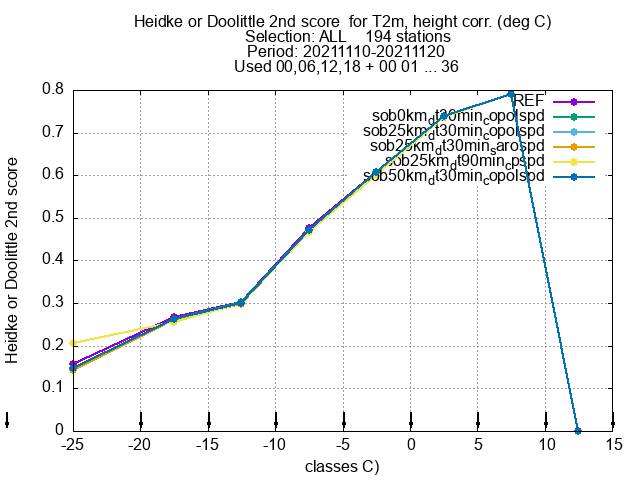 Heidke or Doolittle 2nd score  for T2m, height corr. (deg C)
Selection: ALL    194 stations
Period: 20211110-20211120
Used 00,06,12,18 + 00 01 ... 36
Heidke or Doolittle 2nd score
0.8
0.7
0.6
0.5
0.4
0.3
0.2
0.1
0
REF
sob0km_dt30min_copolspd
sob25km_dt30min_copolspd
sob25km_dt30min_sarospd
sob25km_dt90min_cpspd
sob50km_dt30min_copolspd
-25 -20 -15 -10 -5 0 5 10 15
classes C)